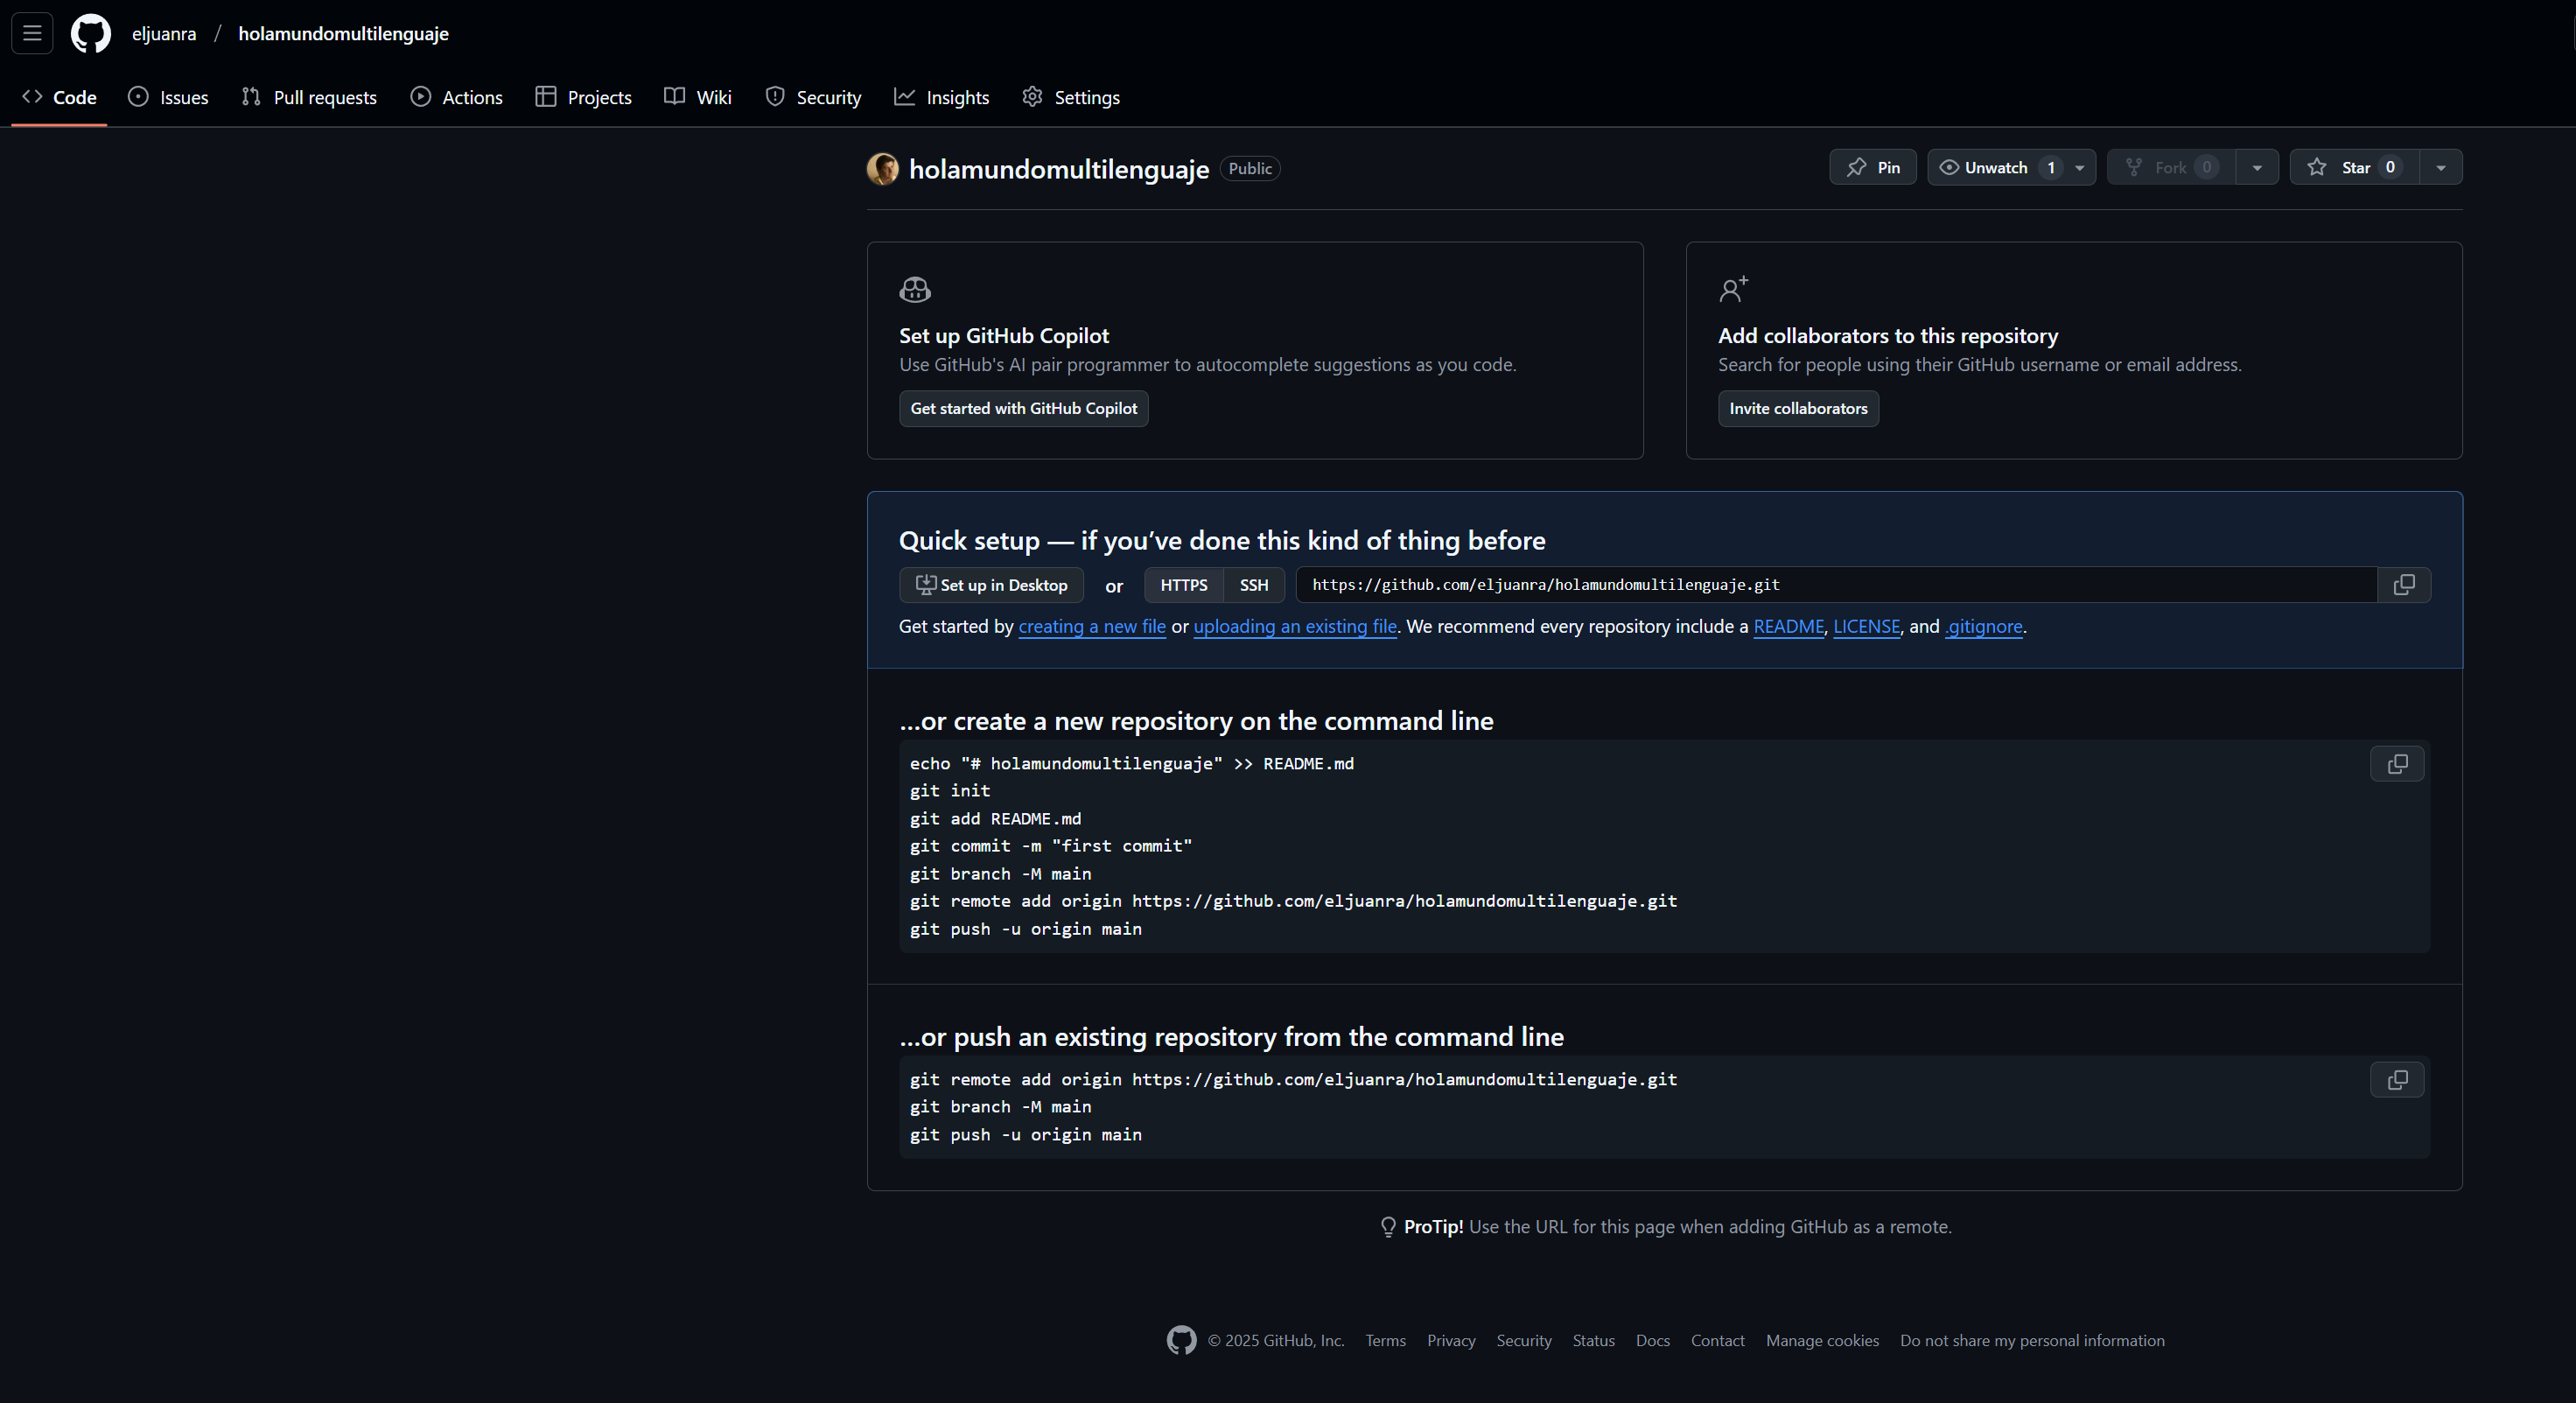 eljuanra / holamundomultilenguaje
Code Issues Pull requests Actions Projects Wiki Security Insights Settings
holamundomultilenguaje Public
Pin Unwatch 1 Fork 0 Star 0
Set up GitHub Copilot
Use GitHub's AI pair programmer to autocomplete suggestions as you code.
Get started with GitHub Copilot
Add collaborators to this repository
Search for people using their GitHub username or email address.
Invite collaborators
Quick setup — if you’ve done this kind of thing before
Set up in Desktop or HTTPS SSH https://github.com/eljuanra/holamundomultilenguaje.git
Get started by creating a new file or uploading an existing file. We recommend every repository include a README, LICENSE, and .gitignore.
…or create a new repository on the command line
echo "# holamundomultilenguaje" >> README.md
git init
git add README.md
git commit -m "first commit"
git branch -M main
git remote add origin https://github.com/eljuanra/holamundomultilenguaje.git
git push -u origin main
…or push an existing repository from the command line
git remote add origin https://github.com/eljuanra/holamundomultilenguaje.git
git branch -M main
git push -u origin main
ProTip! Use the URL for this page when adding GitHub as a remote.
© 2025 GitHub, Inc. Terms Privacy Security Status Docs Contact Manage cookies Do not share my personal information